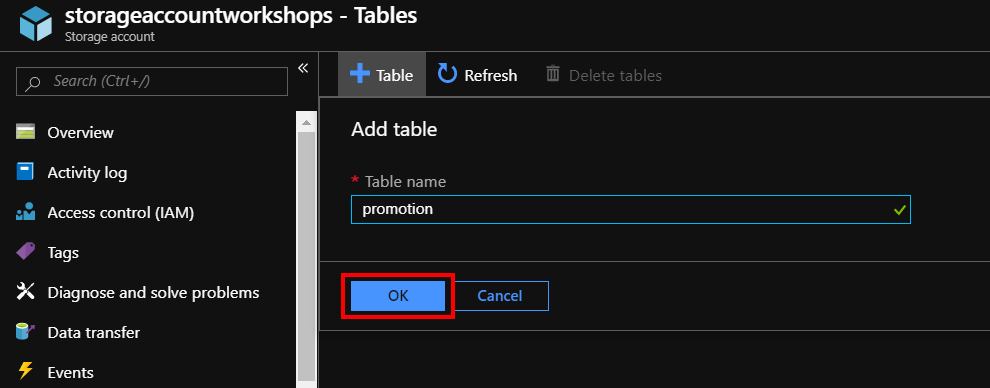 storageaccountworkshops - Tables
Storage account
Search (Ctrl+/)
«
Overview
Activity log
Access control (IAM)
Tags
Diagnose and solve problems
Data transfer
Events
Table
Refresh
Delete tables
Add table
* Table name
promotion
OK
Cancel